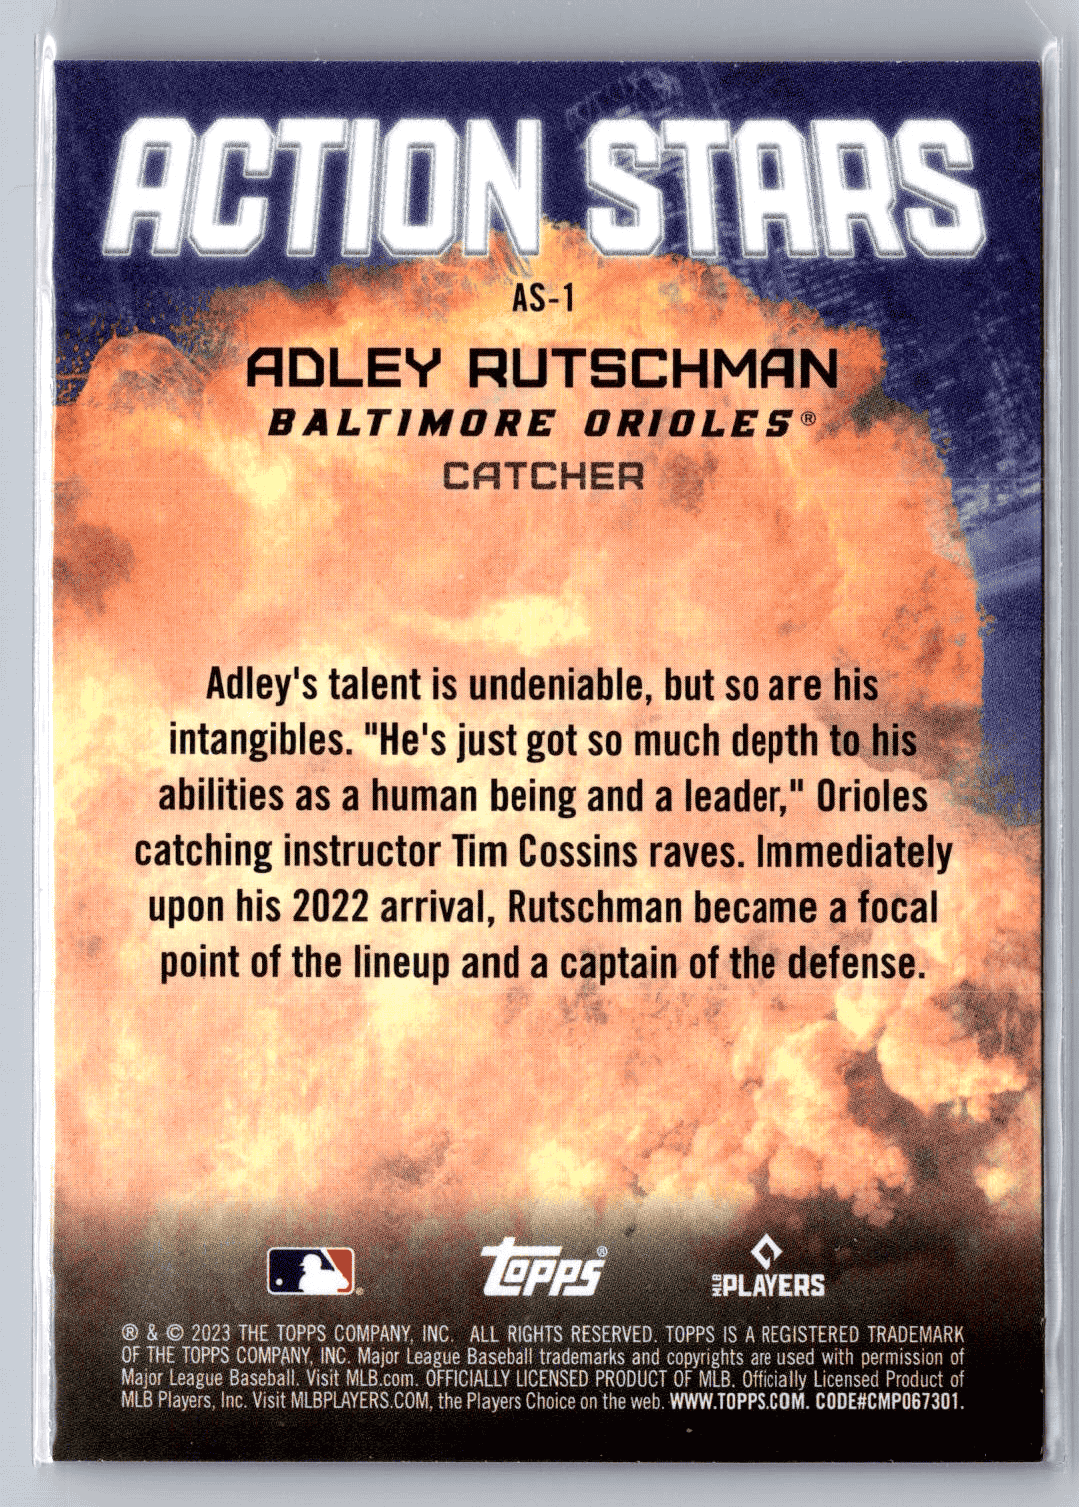 ACTION STARS
AS-1
ADLEY RUTSCHMAN
BALTIMORE ORIOLES®
CATCHER
Adley's talent is undeniable, but so are his
intangibles. "He's just got so much depth to his
abilities as a human being and a leader," Orioles
catching instructor Tim Cossins raves. Immediately
upon his 2022 arrival, Rutschman became a focal
point of the lineup and a captain of the defense.
Topps®
MLB PLAYERS
® & © 2023 THE TOPPS COMPANY, INC. ALL RIGHTS RESERVED. TOPPS IS A REGISTERED TRADEMARK
OF THE TOPPS COMPANY, INC. Major League Baseball trademarks and copyrights are used with permission of
Major League Baseball. Visit MLB.com. OFFICIALLY LICENSED PRODUCT OF MLB. Officially Licensed Product of
MLB Players, Inc. Visit MLBPLAYERS.COM, the Players Choice on the web. WWW.TOPPS.COM. CODE#CMP067301.